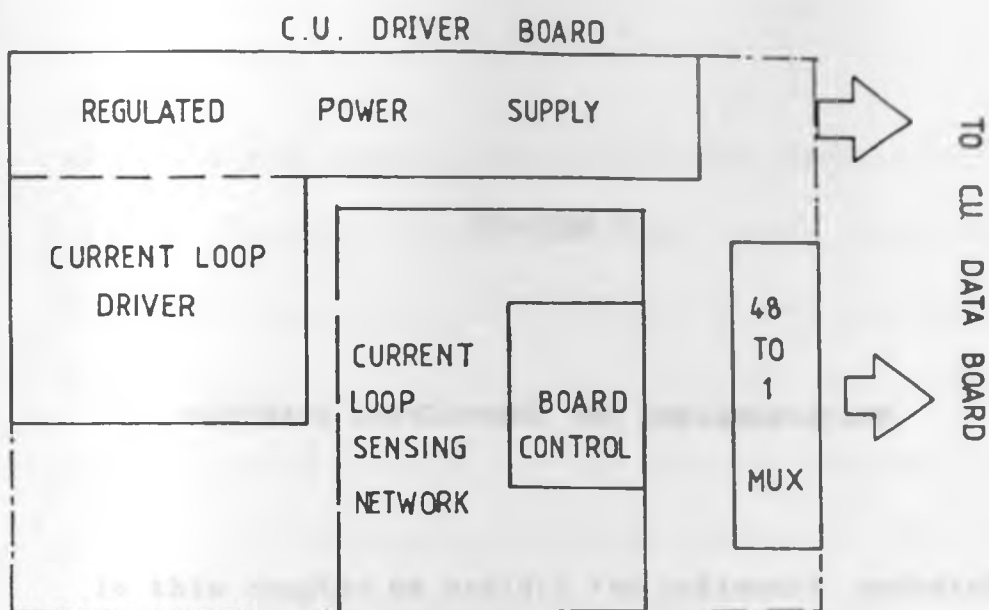 C.U. DRIVER BOARD
REGULATED POWER SUPPLY
CURRENT LOOP
DRIVER
CURRENT
LOOP
SENSING
NETWORK
BOARD
CONTROL
48
TO
1
MUX
TO C.U. DATA BOARD